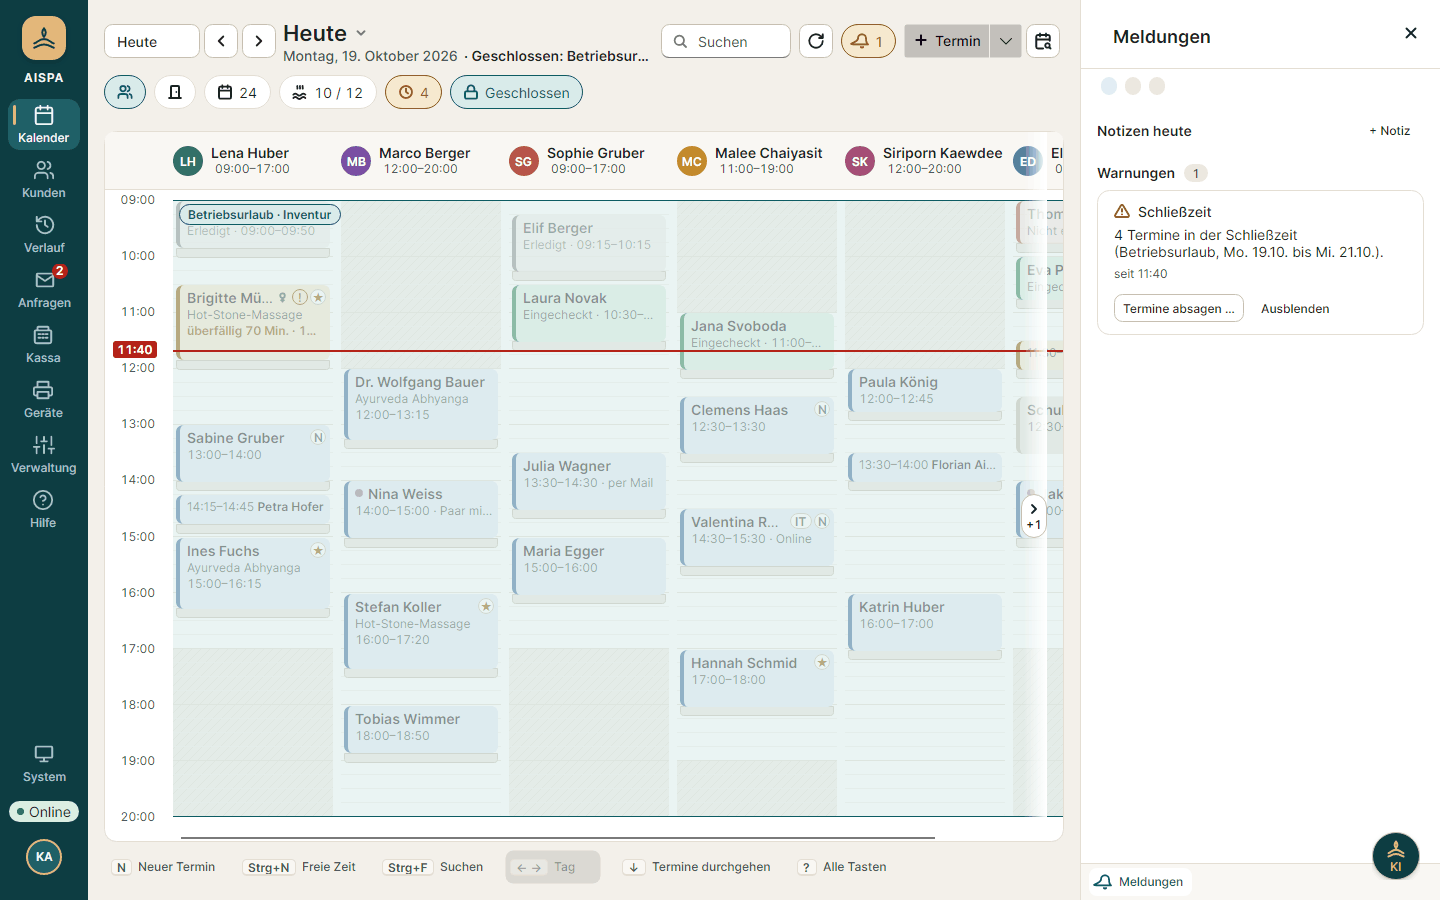 AISPA
Kalender
Kunden
Verlauf
2
Anfragen
Kassa
Geräte
Verwaltung
Hilfe
System
Online
KA
Heute
Heute
Montag, 19. Oktober 2026 · Geschlossen: Betriebsur...
Suchen
1
+ Termin
24
10 / 12
4
Geschlossen
LH Lena Huber
09:00–17:00
MB Marco Berger
12:00–20:00
SG Sophie Gruber
09:00–17:00
MC Malee Chaiyasit
11:00–19:00
SK Siriporn Kaewdee
12:00–20:00
ED
09:00
10:00
11:00
11:40
12:00
13:00
14:00
15:00
16:00
17:00
18:00
19:00
20:00
Betriebsurlaub · Inventur
Erledigt · 09:00–09:50
Brigitte Mü...
Hot-Stone-Massage
überfällig 70 Min. · 1...
Sabine Gruber N
13:00–14:00
14:15–14:45 Petra Hofer
Ines Fuchs
Ayurveda Abhyanga
15:00–16:15
Dr. Wolfgang Bauer
Ayurveda Abhyanga
12:00–13:15
Nina Weiss
14:00–15:00 · Paar mi...
Stefan Koller
Hot-Stone-Massage
16:00–17:20
Tobias Wimmer
18:00–18:50
Elif Berger
Erledigt · 09:15–10:15
Laura Novak
Eingecheckt · 10:30–...
Julia Wagner
13:30–14:30 · per Mail
Maria Egger
15:00–16:00
Jana Svoboda
Eingecheckt · 11:00–...
Clemens Haas N
12:30–13:30
Valentina R... IT N
14:30–15:30 · Online
Hannah Schmid
17:00–18:00
Paula König
12:00–12:45
13:30–14:00 Florian Ai...
Katrin Huber
16:00–17:00
+1
N Neuer Termin
Strg+N Freie Zeit
Strg+F Suchen
← → Tag
↓ Termine durchgehen
? Alle Tasten
Meldungen
Notizen heute
+ Notiz
Warnungen 1
Schließzeit
4 Termine in der Schließzeit
(Betriebsurlaub, Mo. 19.10. bis Mi. 21.10.).
seit 11:40
Termine absagen ...
Ausblenden
KI
Meldungen